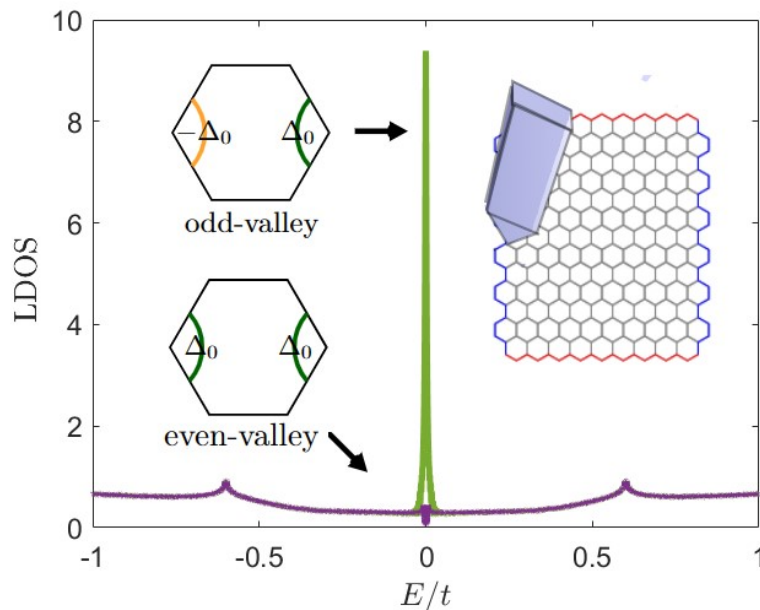 10
8
6
4
2
0
LDOS
−Δ₀ Δ₀
odd-valley
Δ₀ Δ₀
even-valley
-1 -0.5 0 0.5 1
E/t